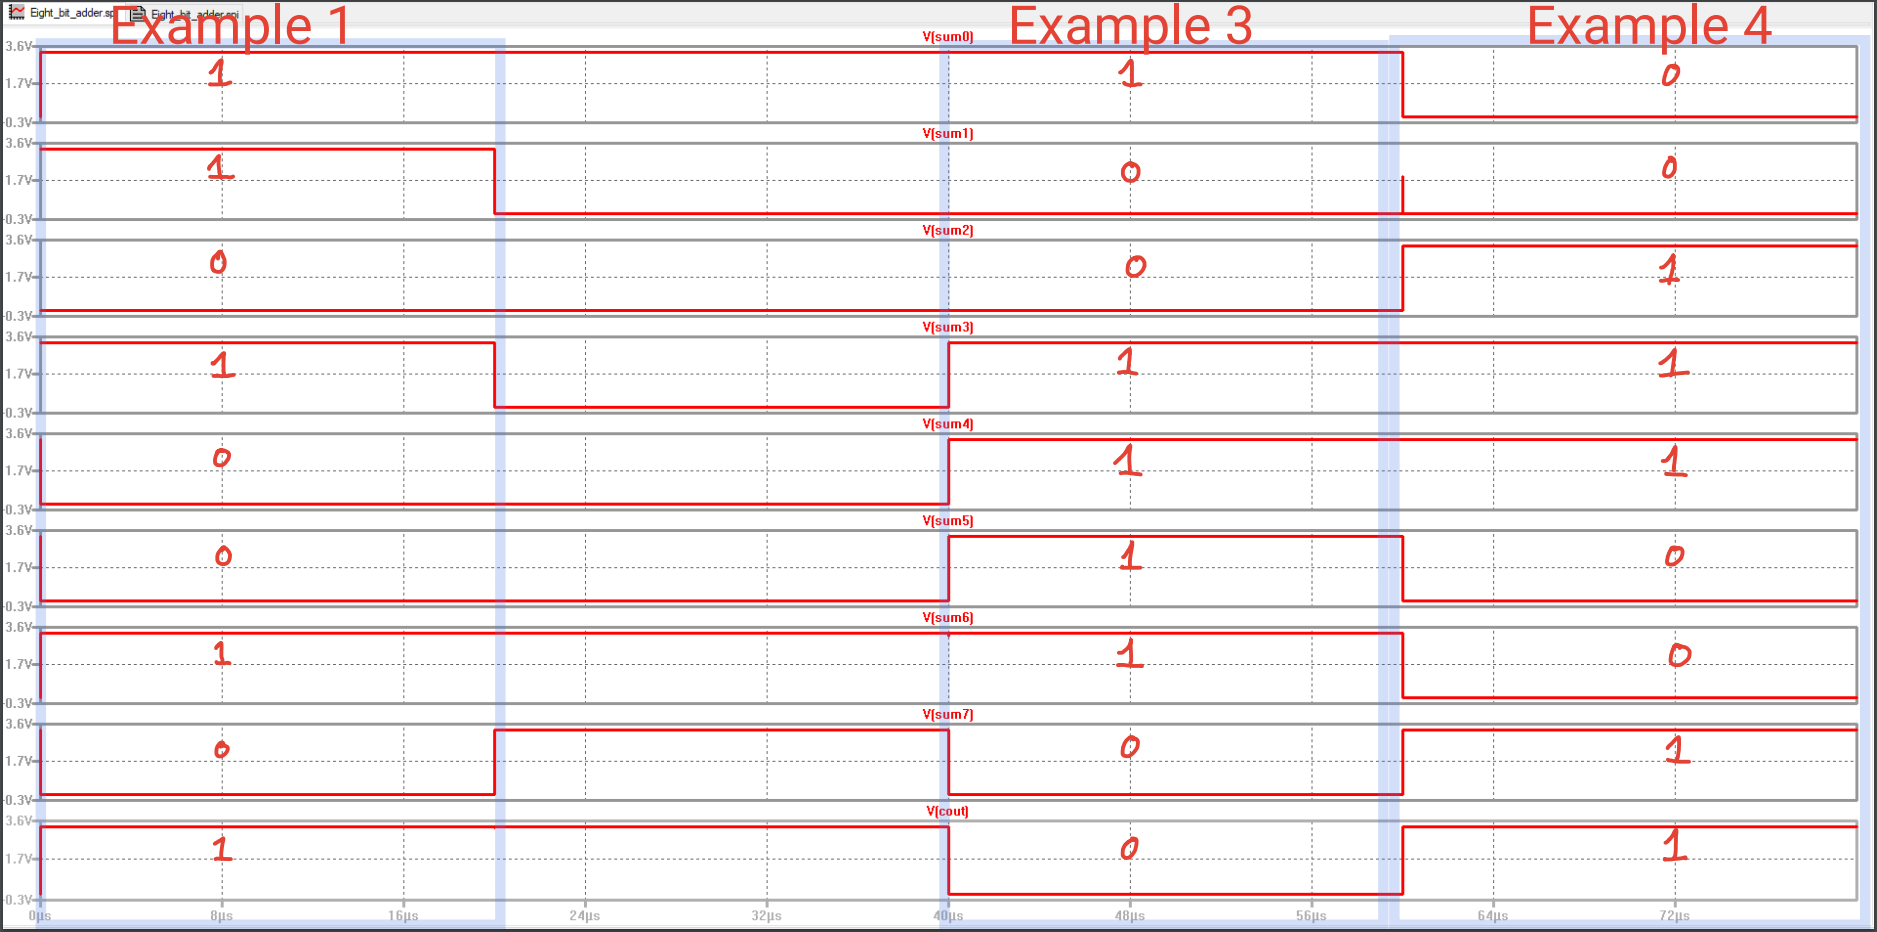 Eight_bit_adder.sp
Eight_bit_adder.spi
Example 1
Example 3
Example 4
V(sum0)
3.6V
1.7V
-0.3V
1
1
0
V(sum1)
3.6V
1.7V
-0.3V
1
0
0
V(sum2)
3.6V
1.7V
-0.3V
0
0
1
V(sum3)
3.6V
1.7V
-0.3V
1
1
1
V(sum4)
3.6V
1.7V
-0.3V
0
1
1
V(sum5)
3.6V
1.7V
-0.3V
0
1
0
V(sum6)
3.6V
1.7V
-0.3V
1
1
0
V(sum7)
3.6V
1.7V
-0.3V
0
0
1
V(cout)
3.6V
1.7V
-0.3V
1
0
1
0µs 8µs 16µs 24µs 32µs 40µs 48µs 56µs 64µs 72µs